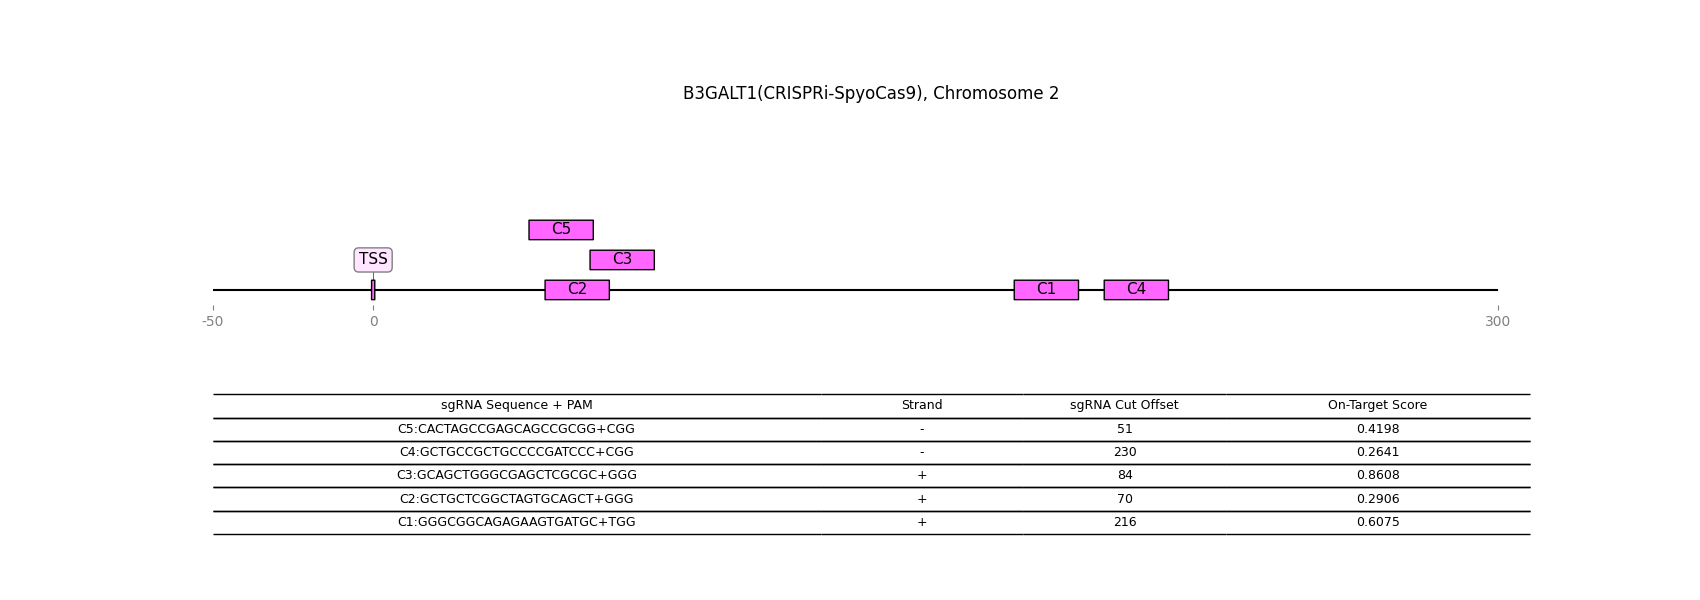 B3GALT1(CRISPRi-SpyoCas9), Chromosome 2
C5
TSS C3
C2 C1 C4
-50 0 300
sgRNA Sequence + PAM Strand sgRNA Cut Offset On-Target Score
C5:CACTAGCCGAGCAGCCGCGG+CGG - 51 0.4198
C4:GCTGCCGCTGCCCCGATCCC+CGG - 230 0.2641
C3:GCAGCTGGGCGAGCTCGCGC+GGG + 84 0.8608
C2:GCTGCTCGGCTAGTGCAGCT+GGG + 70 0.2906
C1:GGGCGGCAGAGAAGTGATGC+TGG + 216 0.6075